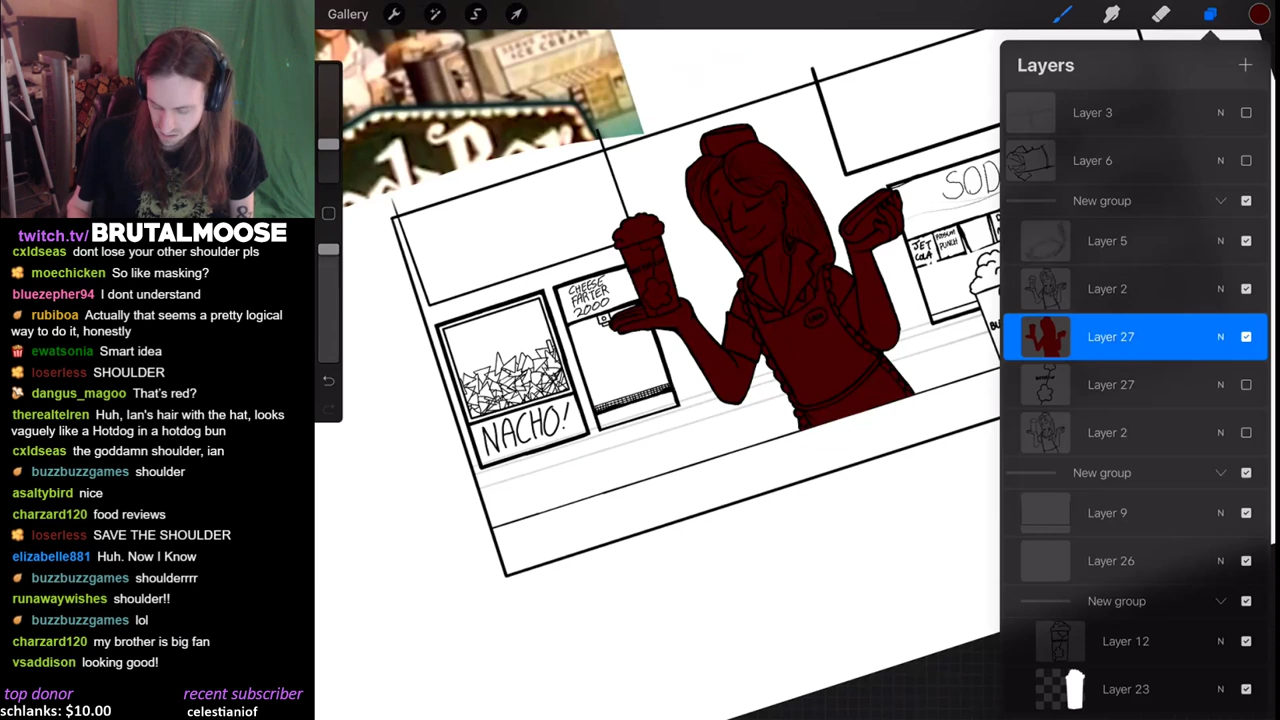 Gallery
Layers
Layer 3 N
Layer 6 N
New group
Layer 5 N
Layer 2 N
Layer 27 N
Layer 27 N
Layer 2 N
New group
Layer 9 N
Layer 26 N
New group
Layer 12 N
Layer 23 N
ICE CREAM
SOD
JET COLA!
PUNCH
CHEESE
FARTER
2000
NACHO!
twitch.tv/BRUTALMOOSE
cxldseas dont lose your other shoulder pls
moechicken So like masking?
bluezepher94 I dont understand
rubiboa Actually that seems a pretty logical
way to do it, honestly
ewatsonia Smart idea
loserless SHOULDER
dangus_magoo That's red?
therealtelren Huh, Ian's hair with the hat, looks
vaguely like a Hotdog in a hotdog bun
cxldseas the goddamn shoulder, ian
buzzbuzzgames shoulder
asaltybird nice
charzard120 food reviews
loserless SAVE THE SHOULDER
elizabelle881 Huh. Now I Know
buzzbuzzgames shoulderrrr
runawaywishes shoulder!!
buzzbuzzgames lol
charzard120 my brother is big fan
vsaddison looking good!
top donor recent subscriber
schlanks: $10.00 celestianiof